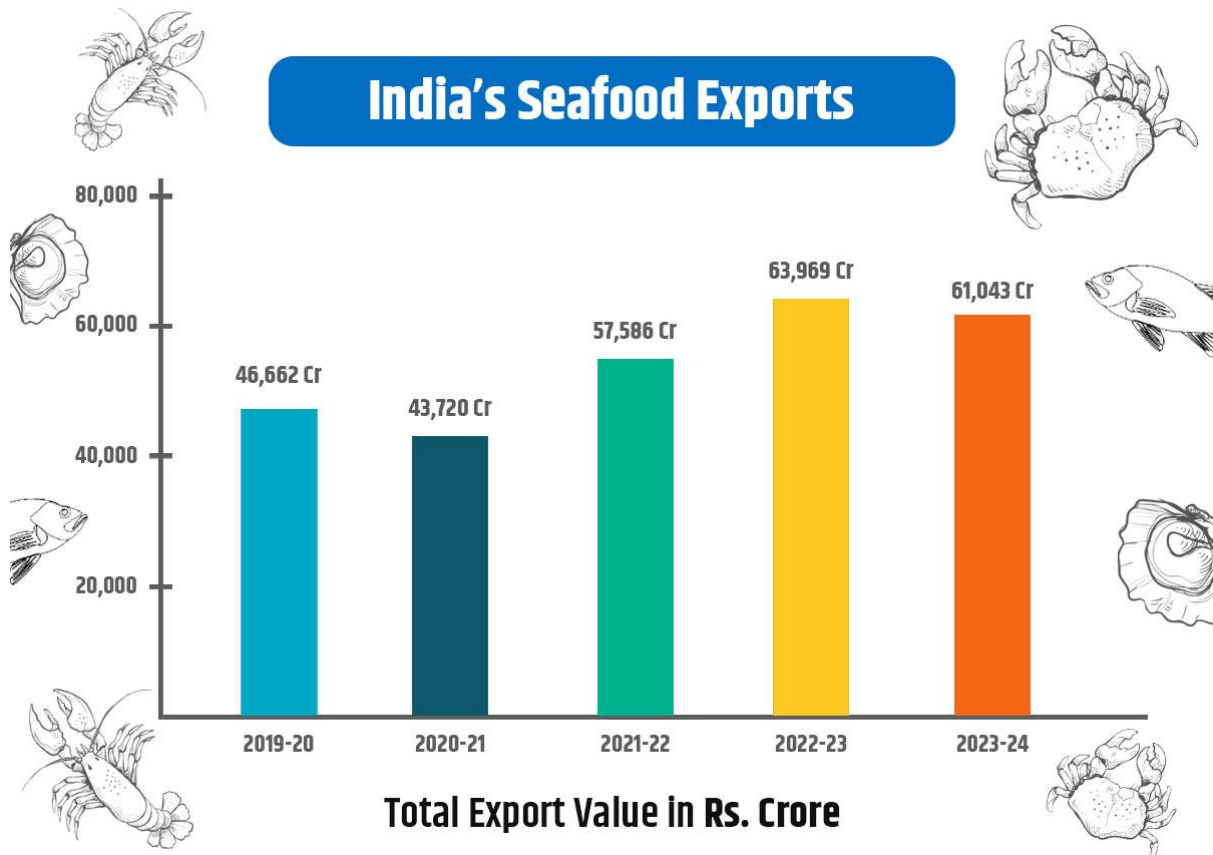 India’s Seafood Exports
80,000
60,000
40,000
20,000
46,662 Cr
43,720 Cr
57,586 Cr
63,969 Cr
61,043 Cr
2019-20
2020-21
2021-22
2022-23
2023-24
Total Export Value in Rs. Crore